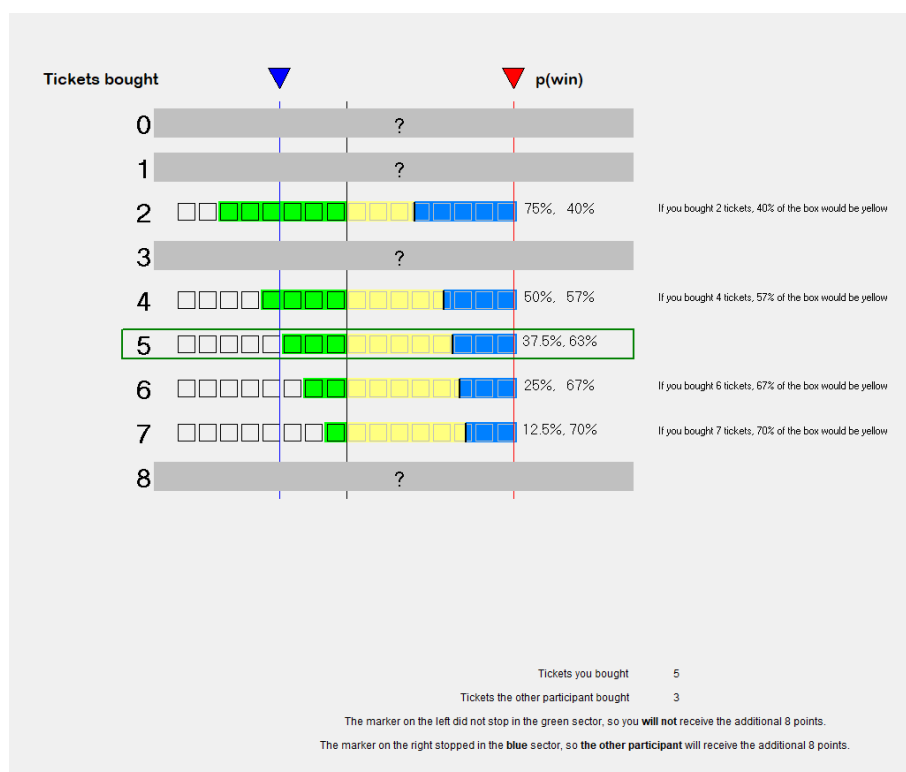 Tickets bought p(win)
0 ?
1 ?
2 75%, 40% If you bought 2 tickets, 40% of the box would be yellow
3 ?
4 50%, 57% If you bought 4 tickets, 57% of the box would be yellow
5 37.5%, 63%
6 25%, 67% If you bought 6 tickets, 67% of the box would be yellow
7 12.5%, 70% If you bought 7 tickets, 70% of the box would be yellow
8 ?
Tickets you bought 5
Tickets the other participant bought 3
The marker on the left did not stop in the green sector, so you will not receive the additional 8 points.
The marker on the right stopped in the blue sector, so the other participant will receive the additional 8 points.